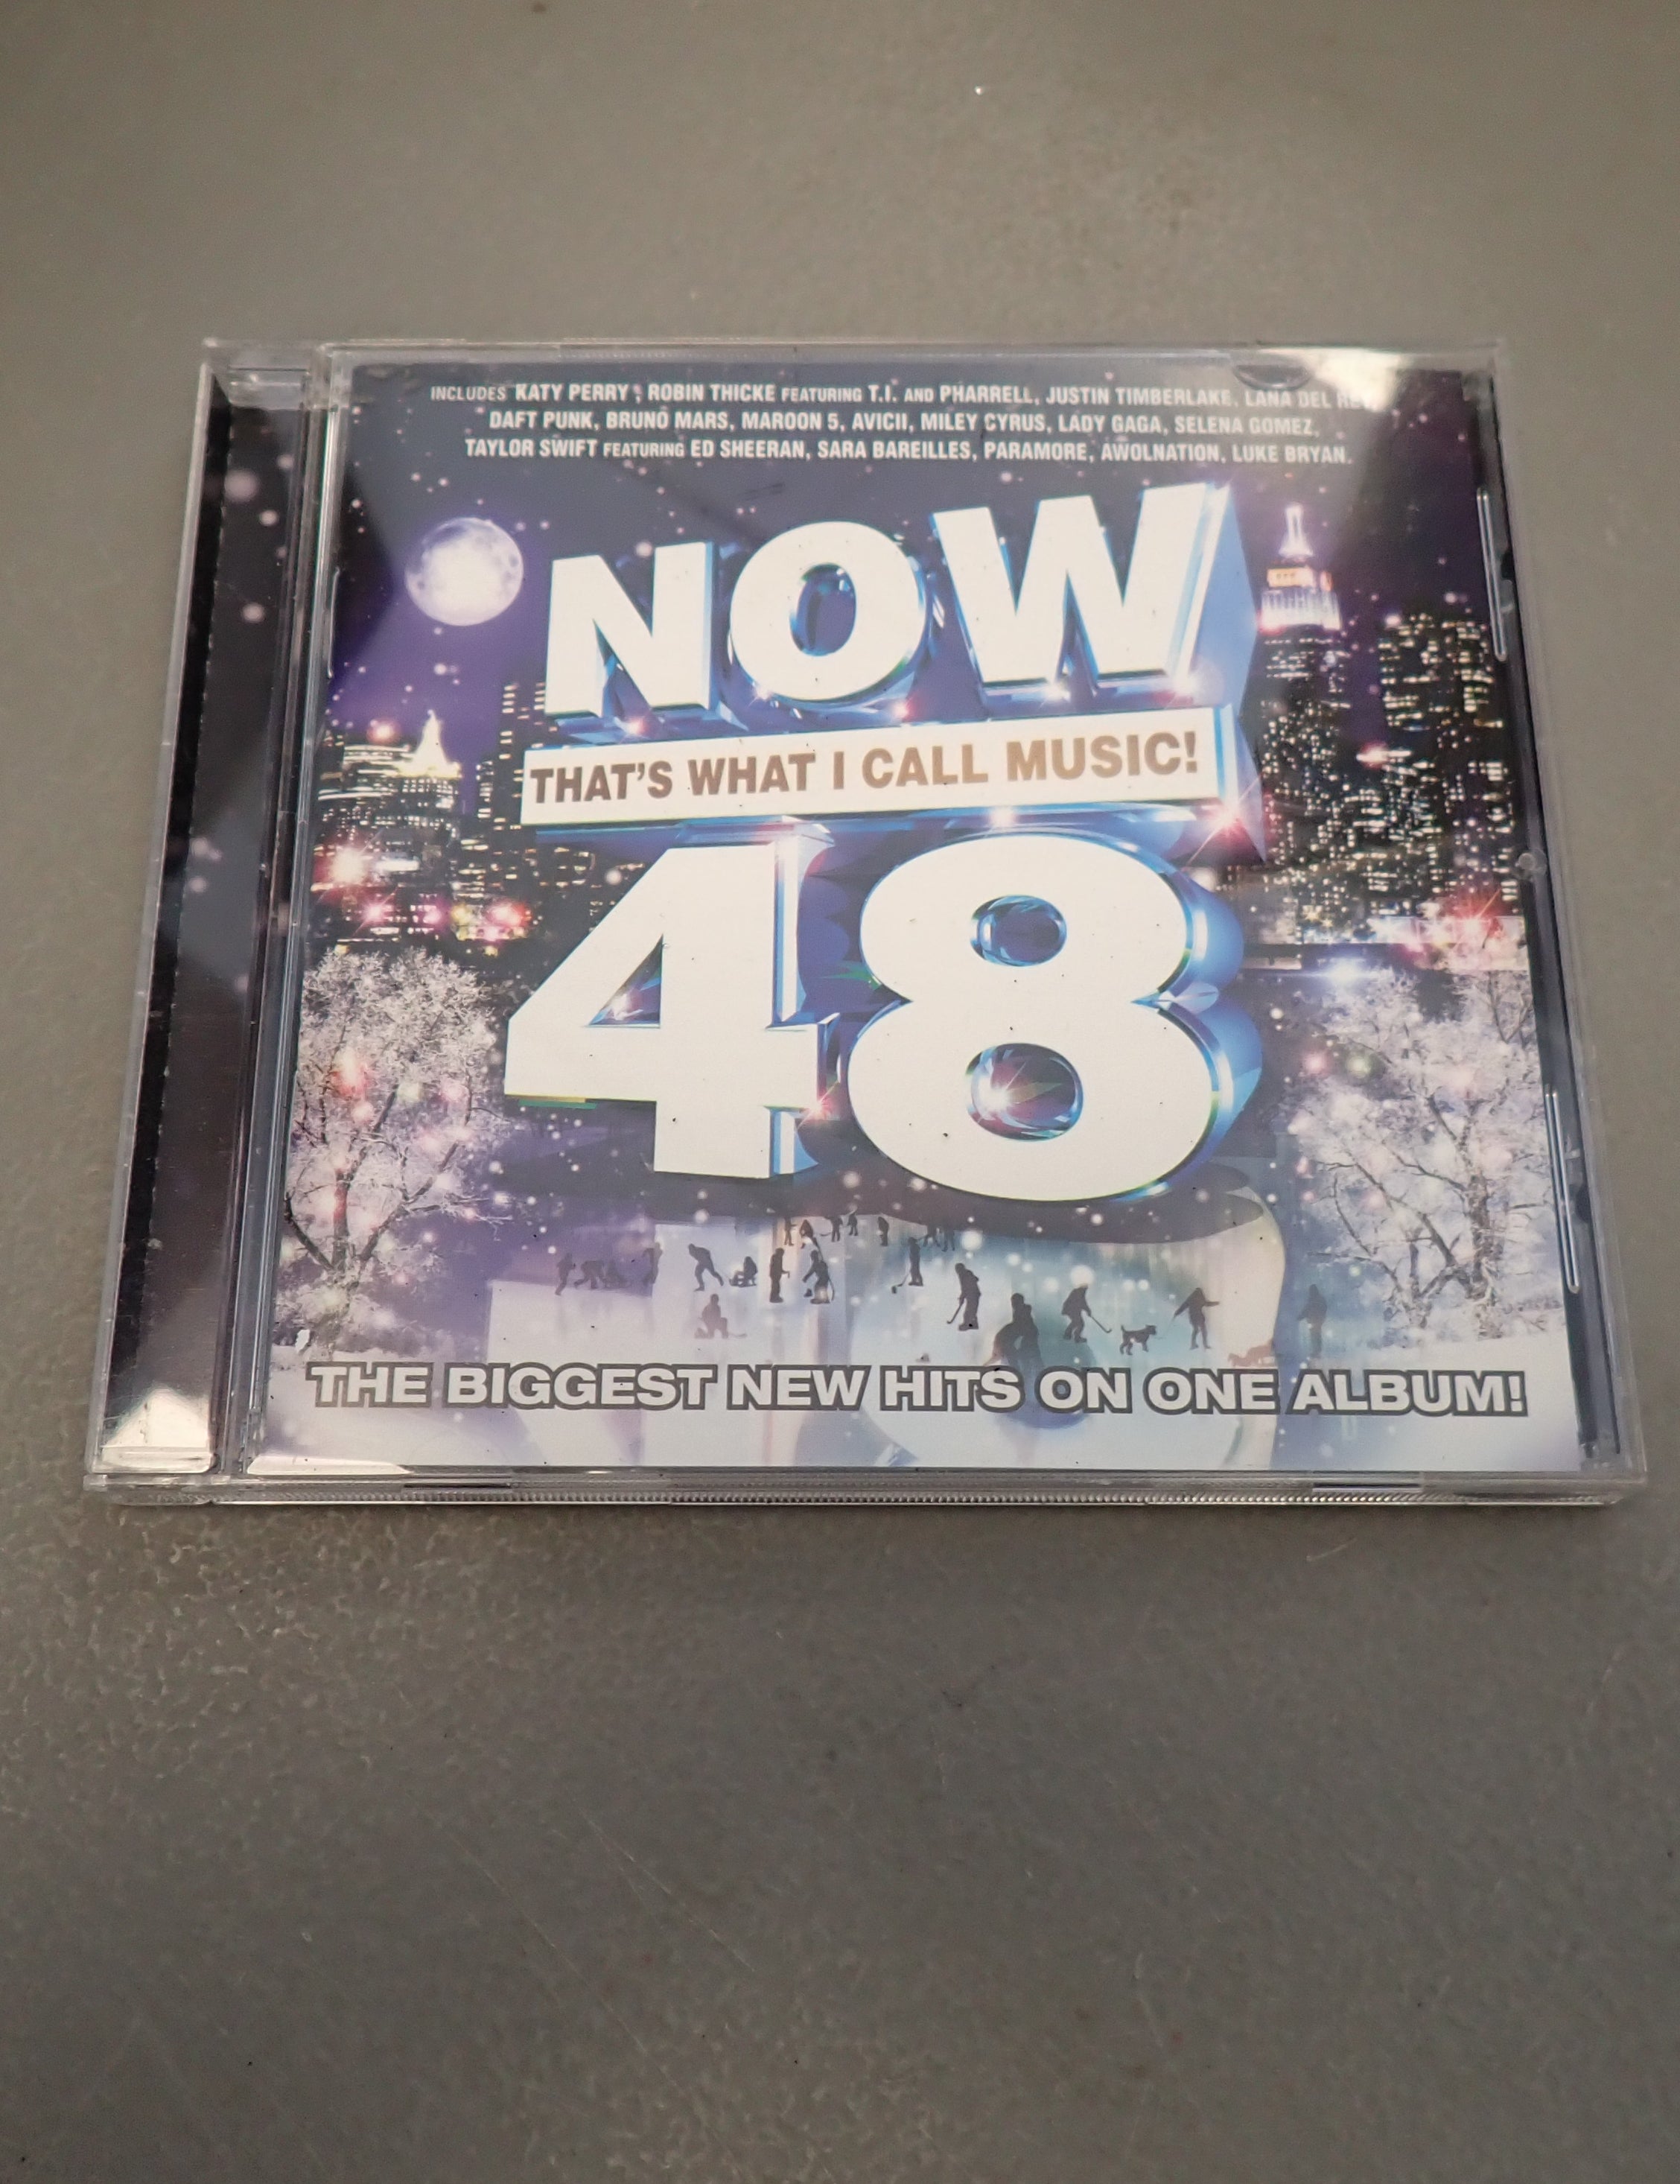 INCLUDES KATY PERRY, ROBIN THICKE FEATURING T.I. AND PHARRELL, JUSTIN TIMBERLAKE, LANA DEL
DAFT PUNK, BRUNO MARS, MAROON 5, AVICII, MILEY CYRUS, LADY GAGA, SELENA GOMEZ,
TAYLOR SWIFT FEATURING ED SHEERAN, SARA BAREILLES, PARAMORE, AWOLNATION, LUKE BRYAN.
NOW
THAT'S WHAT I CALL MUSIC!
48
THE BIGGEST NEW HITS ON ONE ALBUM!